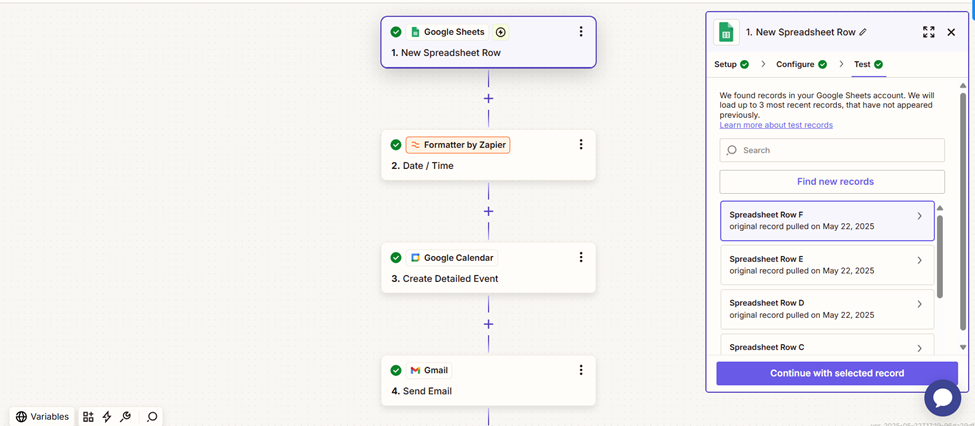 Google Sheets
1. New Spreadsheet Row
Formatter by Zapier
2. Date / Time
Google Calendar
3. Create Detailed Event
Gmail
4. Send Email
Variables
1. New Spreadsheet Row
Setup
Configure
Test
We found records in your Google Sheets account. We will
load up to 3 most recent records, that have not appeared
previously.
Learn more about test records
Search
Find new records
Spreadsheet Row F
original record pulled on May 22, 2025
Spreadsheet Row E
original record pulled on May 22, 2025
Spreadsheet Row D
original record pulled on May 22, 2025
Spreadsheet Row C
Continue with selected record